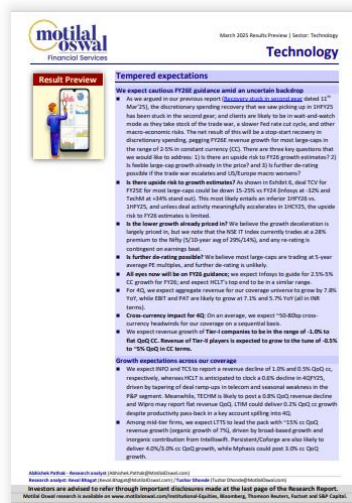 motilal
oswal
Financial Services
March 2025 Results Preview | Sector: Technology
Technology
Result Preview
Tempered expectations
We expect cautious FY26E guidance amid an uncertain backdrop
As we argued in our previous report (Recovery stuck in second gear dated 11th
Mar'25), the discretionary spending recovery that we saw picking up in 1HFY25
has been stuck in the second gear, and clients are likely to be in wait-and-watch
mode as they take stock of the trade war, a slower Fed rate cut cycle, and other
macro-economic risks. The net result of this will be a stop-start recovery in
discretionary spending, pegging FY26E revenue growth for most large-caps in
the range of 2-5% in constant currency (CC). There are three key questions that
we would like to address: 1) Is there an upside risk to FY26 growth estimates? 2)
Is feeble large-cap growth already in the price? and 3) Is further de-rating
possible if the trade war escalates and US/Europe macro worsens?
Is there upside risk to growth estimates? As shown in Exhibit 6, deal TCV for
FY25E for most large-caps could be down 15-25% vs FY24 (Infosys at -32% and
TechM at +34% stand out). This most likely entails an inferior 1HFY26 vs.
1HFY25, and unless deal activity meaningfully accelerates in 1HCY25, the upside
risk to FY26 estimates is limited.
Is the lower growth already priced in? We believe the growth deceleration is
largely priced in, but we note that the NSE IT Index currently trades at a 28%
premium to the Nifty (5/10-year avg of 29%/14%), and any re-rating is
contingent on earnings beat.
Is further de-rating possible? We believe most large-caps are trading at 5-year
average PE multiples, and further de-rating is unlikely.
All eyes now will be on FY26 guidance; we expect Infosys to guide for 2.5%-5%
CC growth for FY26; and expect HCLT's top end to be in a similar range.
For 4Q, we expect aggregate revenue for our coverage universe to grow by 7.8%
YoY, while EBIT and PAT are likely to grow at 7.1% and 5.7% YoY (all in INR
terms).
Cross-currency impact for 4Q: On an average, we expect ~50-80bp cross-
currency headwinds for our coverage on a sequential basis.
We expect revenue growth of Tier-I companies to be in the range of -1.0% to
flat QoQ CC. Revenue of Tier-II players is expected to grow to the tune of -0.5%
to ~5% QoQ in CC terms.
Growth expectations across our coverage
We expect INFO and TCS to report a revenue decline of 1.0% and 0.5% QoQ cc,
respectively, whereas HCLT is anticipated to clock a 0.6% decline in 4QFY25,
driven by tapering of deal ramp-ups in telecom and seasonal weakness in the
P&P segment. Meanwhile, TECHM is likely to post a 0.8% QoQ revenue decline
and Wipro may report flat revenue QoQ. LTIM could deliver 0.2% QoQ cc growth
despite productivity pass-back in a key account spilling into 4Q.
Among mid-tier firms, we expect LTTS to lead the pack with ~15% cc QoQ
revenue growth (organic of 7%), driven by broad-based growth and
inorganic contribution from Intelliswift. Persistent/Coforge are also likely to
deliver 4.0%/3.0% cc QoQ growth, while Mphasis could post 3.0% cc QoQ
growth.
Abhishek Pathak - Research analyst (Abhishek.Pathak@MotilalOswal.com)
Research analyst: Keval Bhagat (Keval.Bhagat@MotilalOswal.com) / Tushar Dhonde (Tushar.Dhonde@MotilalOswal.com)
Investors are advised to refer through important disclosures made at the last page of the Research Report.
Motilal Oswal research is available on www.motilaloswal.com/Institutional-Equities, Bloomberg, Thomson Reuters, Factset and S&P Capital.